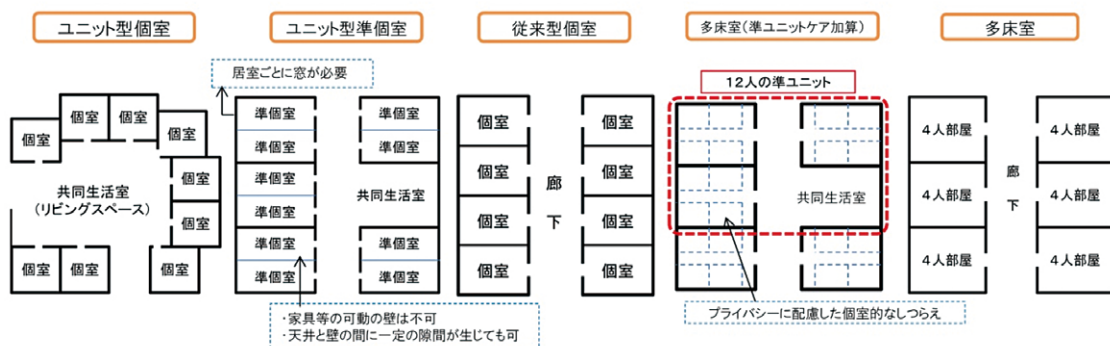 ユニット型個室
ユニット型準個室
従来型個室
多床室(準ユニットケア加算)
多床室
居室ごとに窓が必要
12人の準ユニット
個室
個室
個室
個室
個室
個室
共同生活室
(リビングスペース)
個室
個室
個室
個室
準個室
準個室
準個室
準個室
準個室
準個室
準個室
準個室
共同生活室
準個室
準個室
・家具等の可動の壁は不可
・天井と壁の間に一定の隙間が生じても可
個室
個室
個室
個室
廊
下
個室
個室
個室
個室
共同生活室
プライバシーに配慮した個室的なしつらえ
4人部屋
4人部屋
4人部屋
廊
下
4人部屋
4人部屋
4人部屋